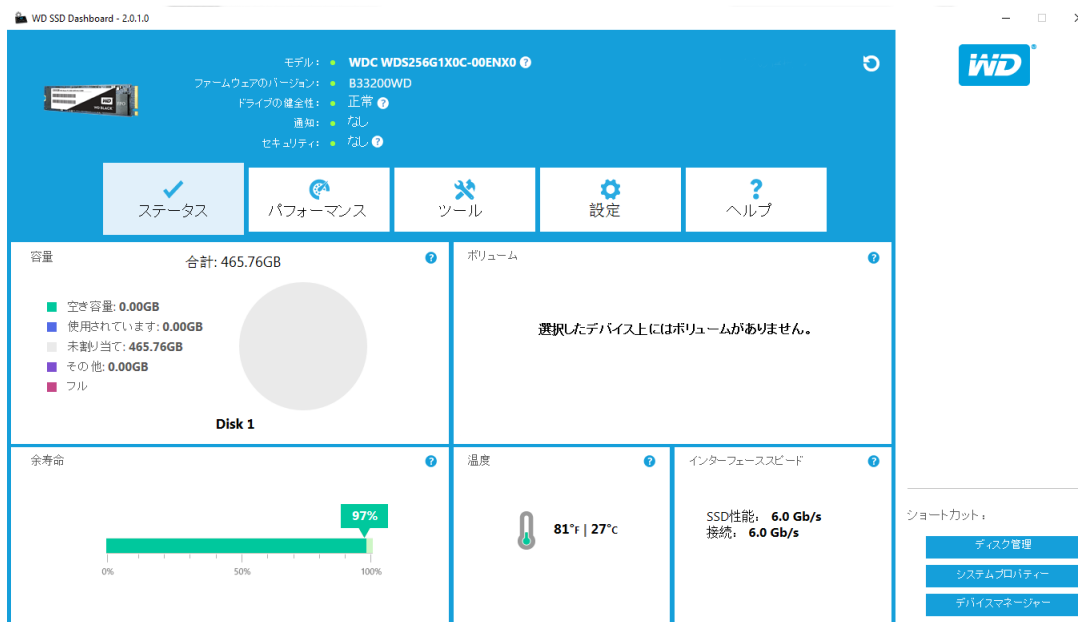 WD SSD Dashboard - 2.0.1.0
モデル: WDC WDS256G1X0C-00ENX0 ?
ファームウェアのバージョン: B33200WD
ドライブの健全性: 正常 ?
通知: なし
セキュリティ: なし ?
WD
ステータス
パフォーマンス
ツール
設定
?
ヘルプ
容量
合計: 465.76GB
?
空き容量: 0.00GB
使用されています: 0.00GB
未割り当て: 465.76GB
その他: 0.00GB
フル
Disk 1
ボリューム
?
選択したデバイス上にはボリュームがありません。
余寿命
?
97%
0%
50%
100%
温度
?
81°F | 27°C
インターフェーススピード
?
SSD性能: 6.0 Gb/s
接続: 6.0 Gb/s
ショートカット:
ディスク管理
システムプロパティー
デバイスマネージャー